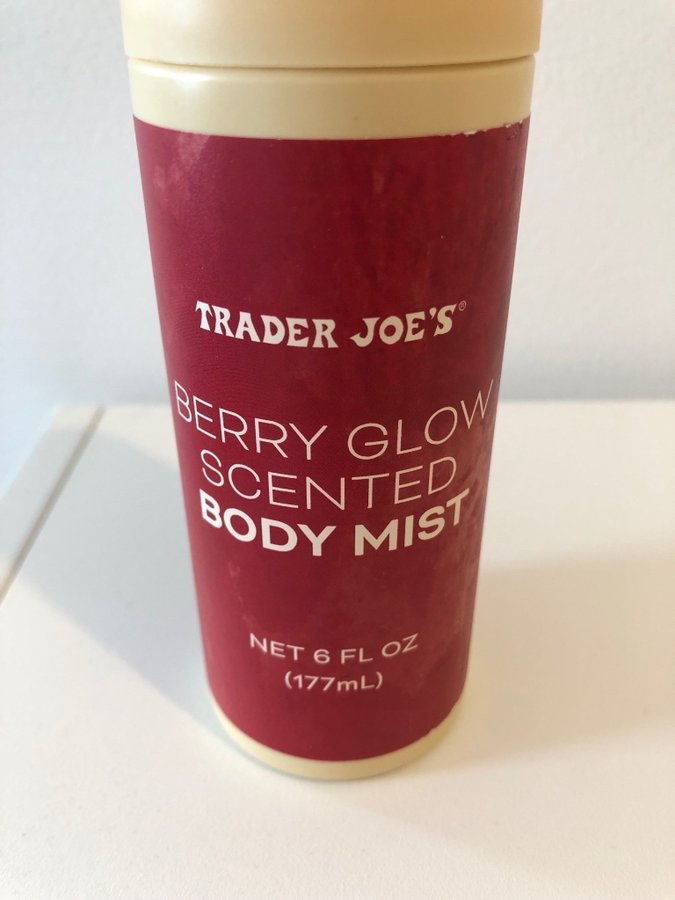 TRADER JOE'S®
BERRY GLOW
SCENTED
BODY MIST
NET 6 FL OZ
(177mL)